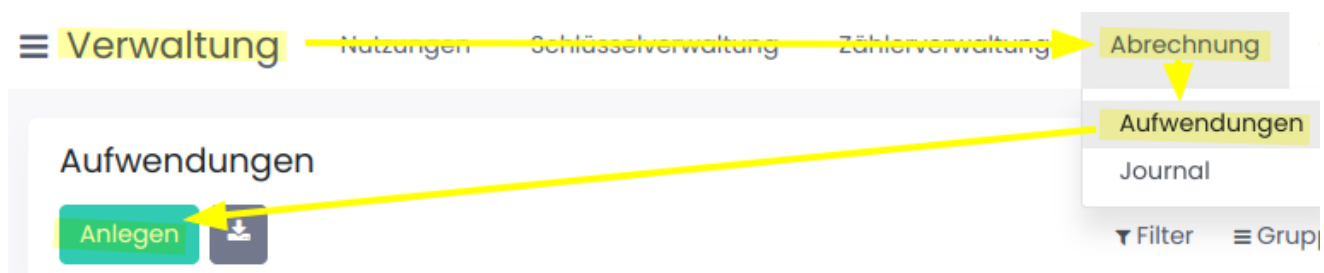 Verwaltung Nutzungen Schlüsselverwaltung Zählerverwaltung Abrechnung
Aufwendungen
Journal
Aufwendungen
Anlegen
Filter